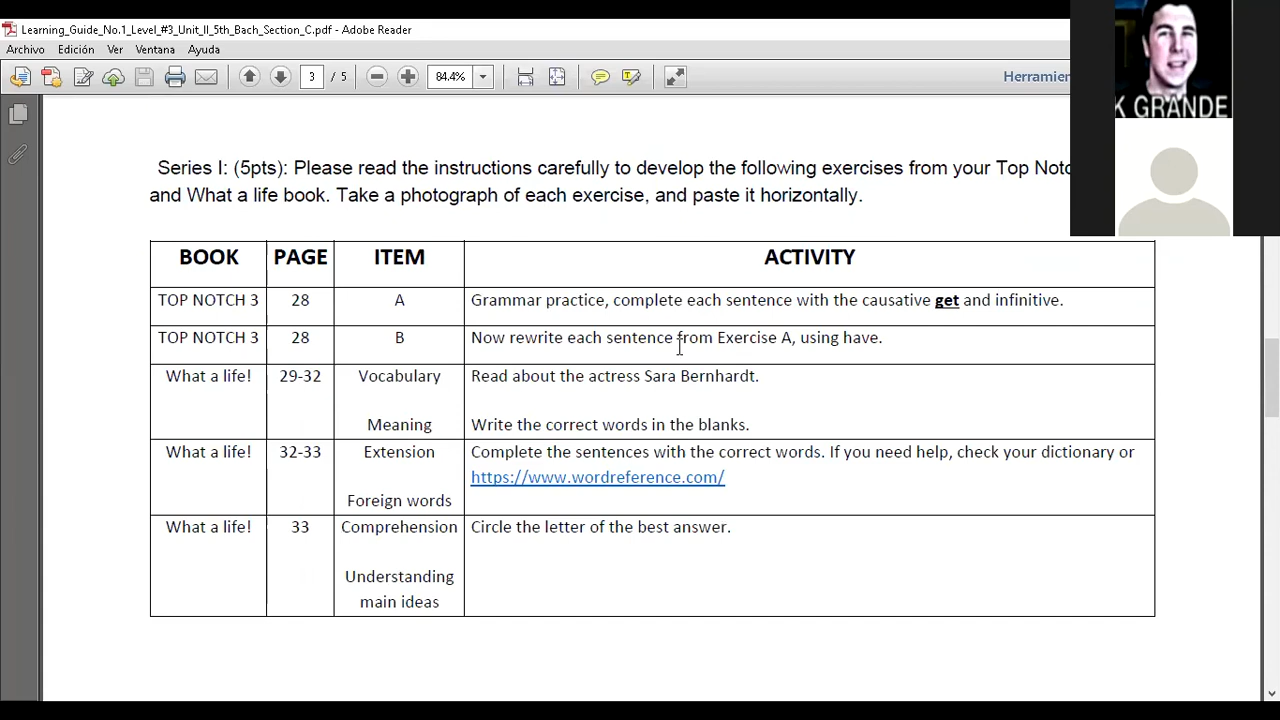 Learning_Guide_No.1_Level_#3_Unit_II_5th_Bach_Section_C.pdf - Adobe Reader
Archivo Edición Ver Ventana Ayuda
3 / 5 84.4% Herramien
K GRANDE
Series I: (5pts): Please read the instructions carefully to develop the following exercises from your Top Notc
and What a life book. Take a photograph of each exercise, and paste it horizontally.
BOOK PAGE ITEM ACTIVITY
TOP NOTCH 3 28 A Grammar practice, complete each sentence with the causative get and infinitive.
TOP NOTCH 3 28 B Now rewrite each sentence from Exercise A, using have.
What a life! 29-32 Vocabulary Read about the actress Sara Bernhardt.
Meaning Write the correct words in the blanks.
What a life! 32-33 Extension Complete the sentences with the correct words. If you need help, check your dictionary or
https://www.wordreference.com/
Foreign words
What a life! 33 Comprehension Circle the letter of the best answer.
Understanding
main ideas